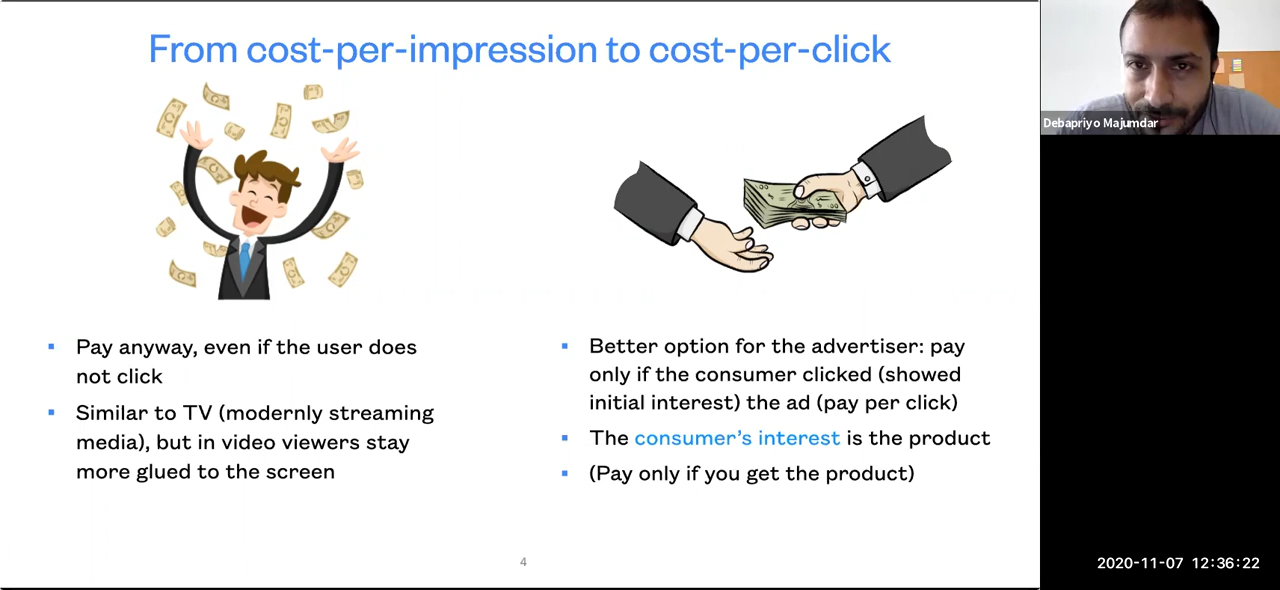 From cost-per-impression to cost-per-click
Pay anyway, even if the user does
not click
Similar to TV (modernly streaming
media), but in video viewers stay
more glued to the screen
Better option for the advertiser: pay
only if the consumer clicked (showed
initial interest) the ad (pay per click)
The consumer's interest is the product
(Pay only if you get the product)
4
Debapriyo Majumdar
2020-11-07 12:36:22